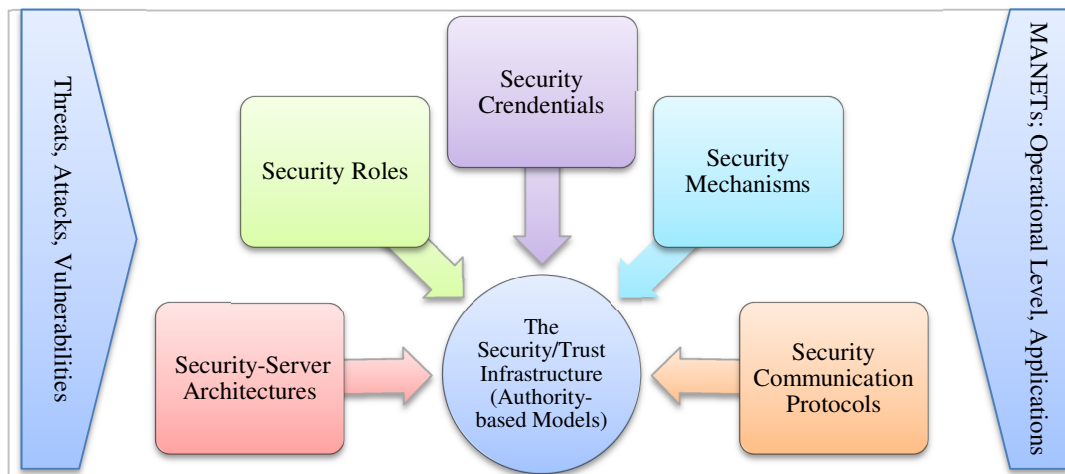 Threats, Attacks, Vulnerabilities
Security
Crendentials
Security Roles
Security
Mechanisms
Security-Server
Architectures
The
Security/Trust
Infrastructure
(Authority-
based Models)
Security
Communication
Protocols
MANETs; Operational Level, Applications